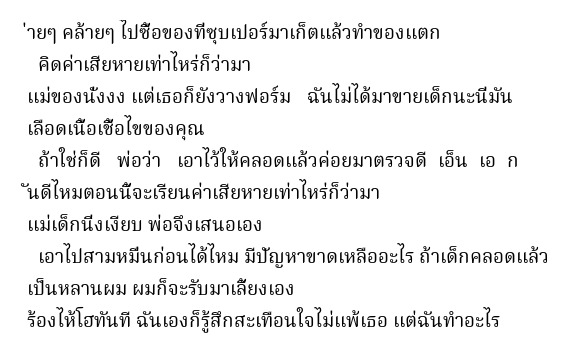 ่ายๆ คล้ายๆ ไปซื้อของที่ซุบเปอร์มาเก็ตแล้วทำของแตก
คิดค่าเสียหายเท่าไหร่ก็ว่ามา
แม่ของนั่งงง แต่เธอก็ยังวางฟอร์ม ฉันไม่ได้มาขายเด็กนะนี่มัน
เลือดเนื้อเชื้อไขของคุณ
ถ้าใช่ก็ดี พ่อว่า เอาไว้ให้คลอดแล้วค่อยมาตรวจดี เอ็น เอ ก
ันดีไหมตอนนี้จะเรียนค่าเสียหายเท่าไหร่ก็ว่ามา
แม่เด็กนึ่งเงียบ พ่อจึงเสนอเอง
เอาไปสามหมื่นก่อนได้ไหม มีปัญหาขาดเหลืออะไร ถ้าเด็กคลอดแล้ว
เป็นหลานผม ผมก็จะรับมาเลี้ยงเอง
ร้องไห้โฮทันที ฉันเองก็รู้สึกสะเทือนใจไม่แพ้เธอ แต่ฉันทำอะไร